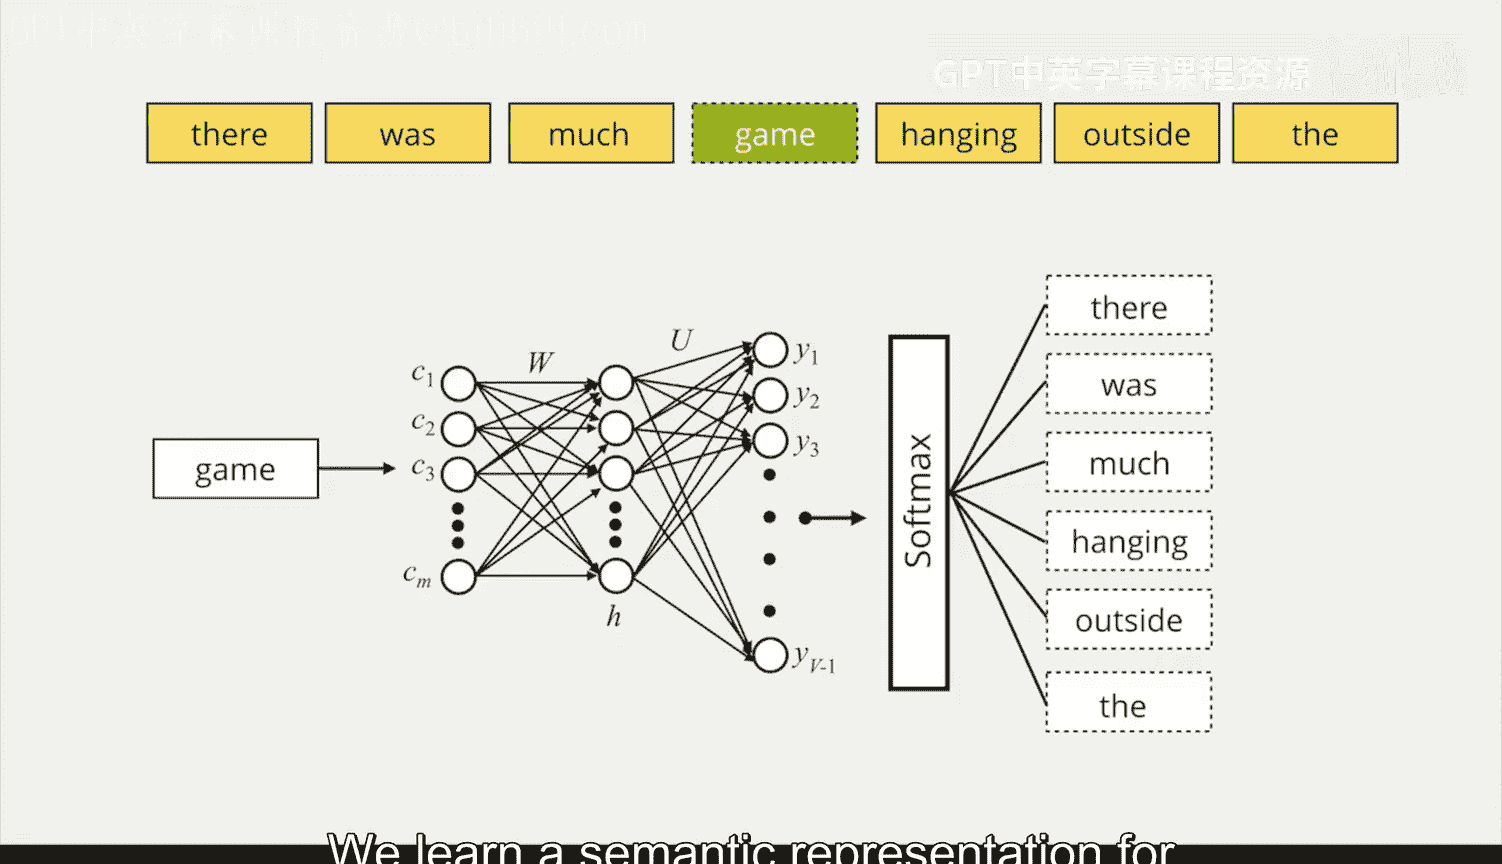 GPT中英字幕课程资源
there was much game hanging outside the
there
U
y1
W
c1
was
y2
c2
y3
much
game
c3
Softmax
hanging
cm
h
outside
yV-1
the
We learn a semantic representation for